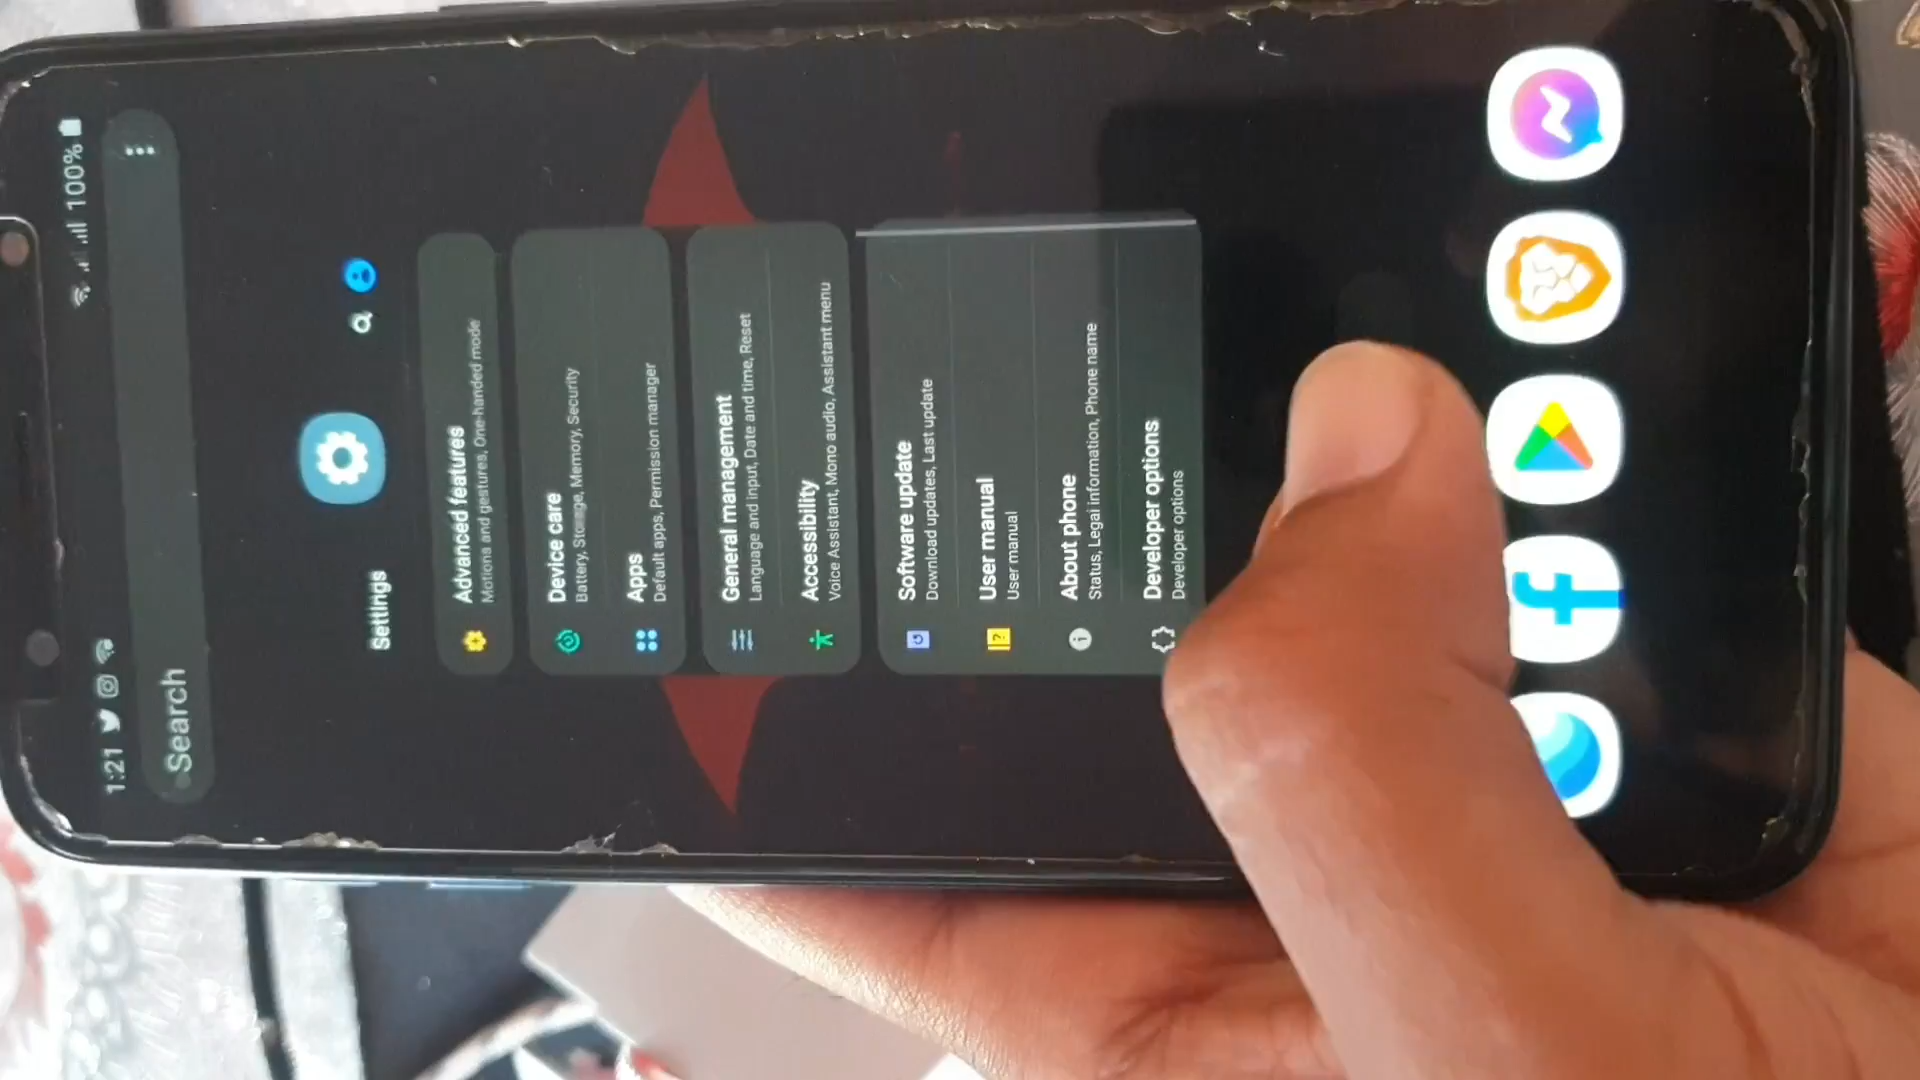 1:21
100%
Search
Settings
Advanced features
Motions and gestures, One-handed mode
Device care
Battery, Storage, Memory, Security
Apps
Default apps, Permission manager
General management
Language and input, Date and time, Reset
Accessibility
Voice Assistant, Mono audio, Assistant menu
Software update
Download updates, Last update
User manual
User manual
About phone
Status, Legal information, Phone name
Developer options
Developer options